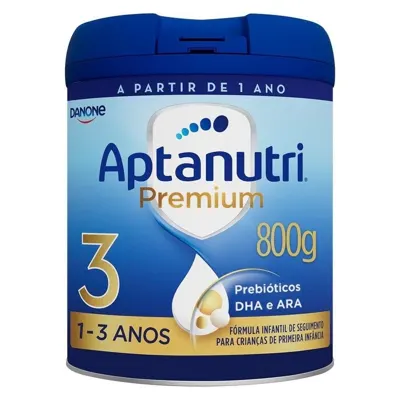 A PARTIR DE 1 ANO
DANONE
Aptanutri
Premium
800g
3
Prebióticos
DHA e ARA
1-3 ANOS
FÓRMULA INFANTIL DE SEGUIMENTO
PARA CRIANÇAS DE PRIMEIRA INFÂNCIA